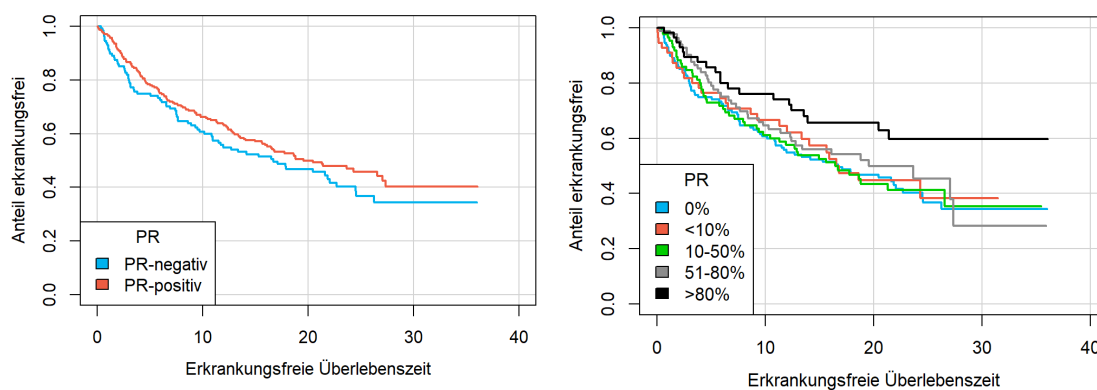 Anteil erkrankungsfrei
1.0
0.8
0.6
0.4
0.2
0.0
PR
PR-negativ
PR-positiv
0 10 20 30 40
Erkrankungsfreie Überlebenszeit
Anteil erkrankungsfrei
1.0
0.8
0.6
0.4
0.2
0.0
PR
0%
<10%
10-50%
51-80%
>80%
0 10 20 30 40
Erkrankungsfreie Überlebenszeit